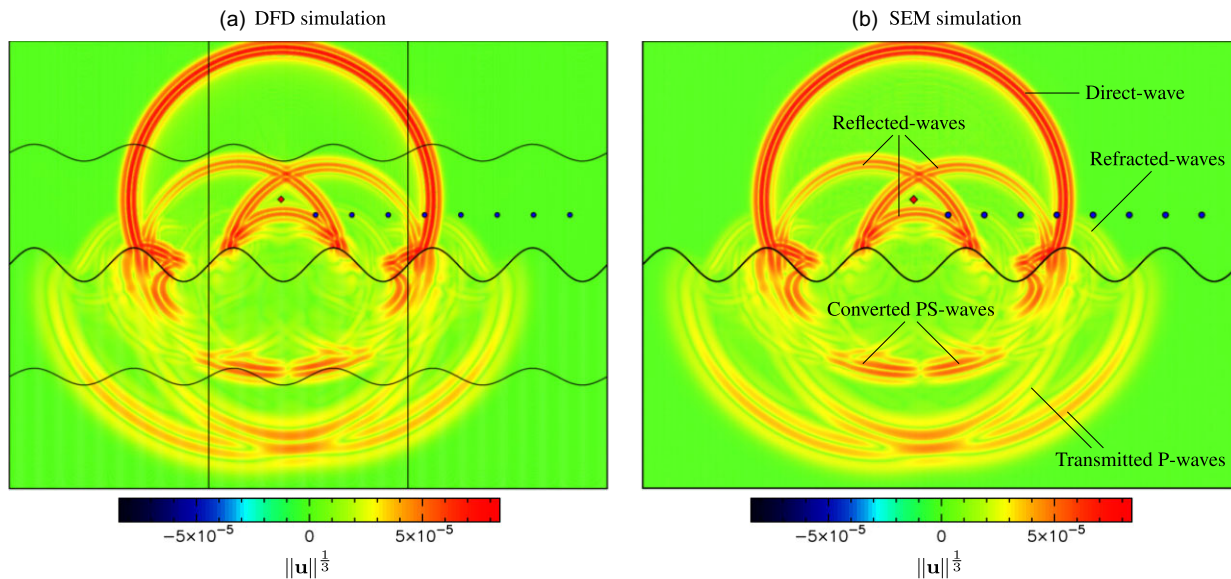 (a) DFD simulation
(b) SEM simulation
Direct-wave
Reflected-waves
Refracted-waves
Converted PS-waves
Transmitted P-waves
−5×10⁻⁵ 0 5×10⁻⁵
||u||^{1/3}
−5×10⁻⁵ 0 5×10⁻⁵
||u||^{1/3}